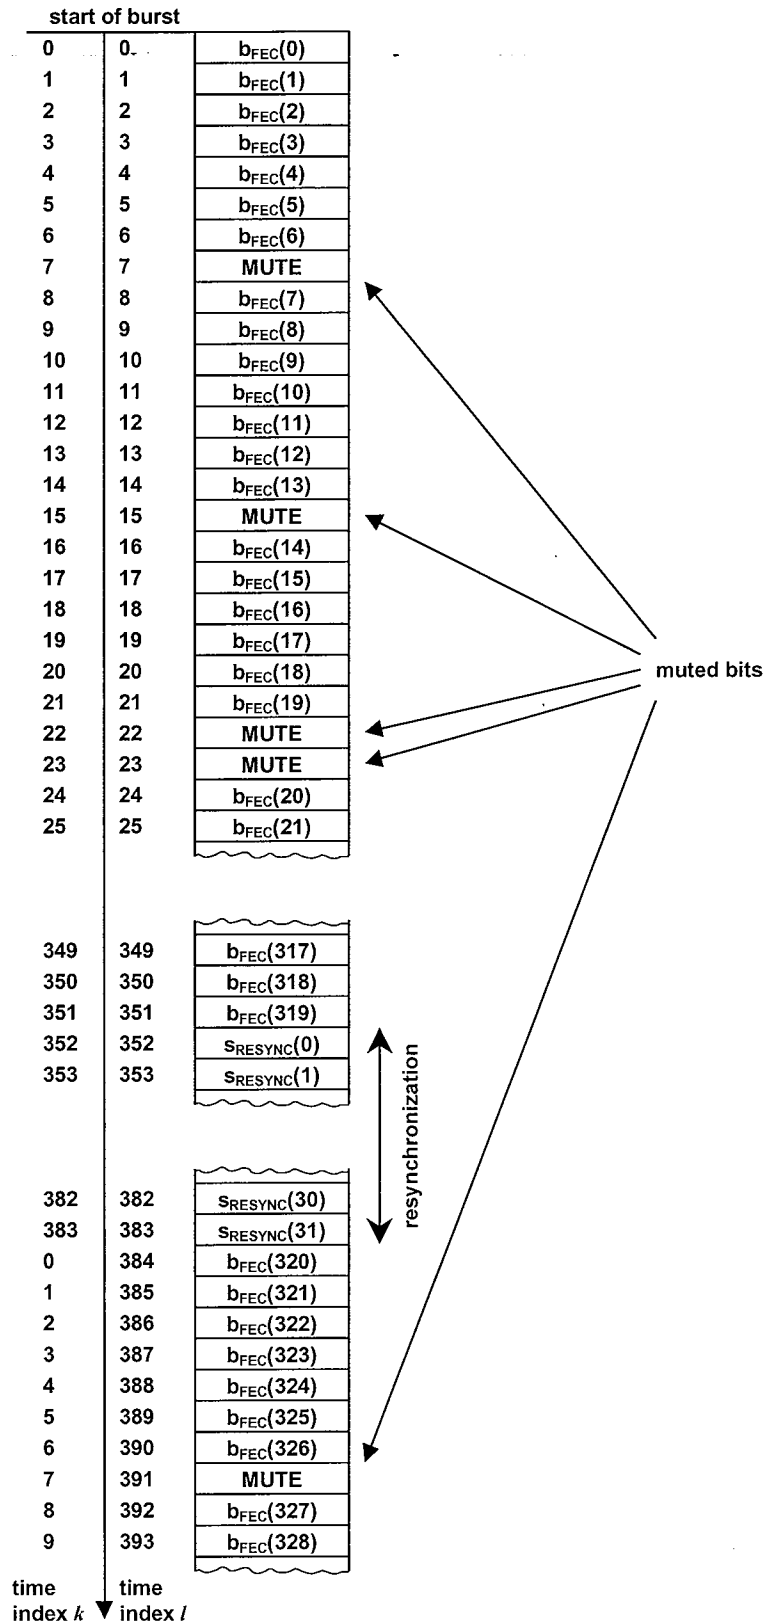 start of burst
0 0 bFEC(0)
1 1 bFEC(1)
2 2 bFEC(2)
3 3 bFEC(3)
4 4 bFEC(4)
5 5 bFEC(5)
6 6 bFEC(6)
7 7 MUTE
8 8 bFEC(7)
9 9 bFEC(8)
10 10 bFEC(9)
11 11 bFEC(10)
12 12 bFEC(11)
13 13 bFEC(12)
14 14 bFEC(13)
15 15 MUTE
16 16 bFEC(14)
17 17 bFEC(15)
18 18 bFEC(16)
19 19 bFEC(17)
20 20 bFEC(18)
muted bits
21 21 bFEC(19)
22 22 MUTE
23 23 MUTE
24 24 bFEC(20)
25 25 bFEC(21)
349 349 bFEC(317)
350 350 bFEC(318)
351 351 bFEC(319)
352 352 sRESYNC(0)
353 353 sRESYNC(1)
resynchronization
382 382 sRESYNC(30)
383 383 sRESYNC(31)
0 384 bFEC(320)
1 385 bFEC(321)
2 386 bFEC(322)
3 387 bFEC(323)
4 388 bFEC(324)
5 389 bFEC(325)
6 390 bFEC(326)
7 391 MUTE
8 392 bFEC(327)
9 393 bFEC(328)
time time
index k index l